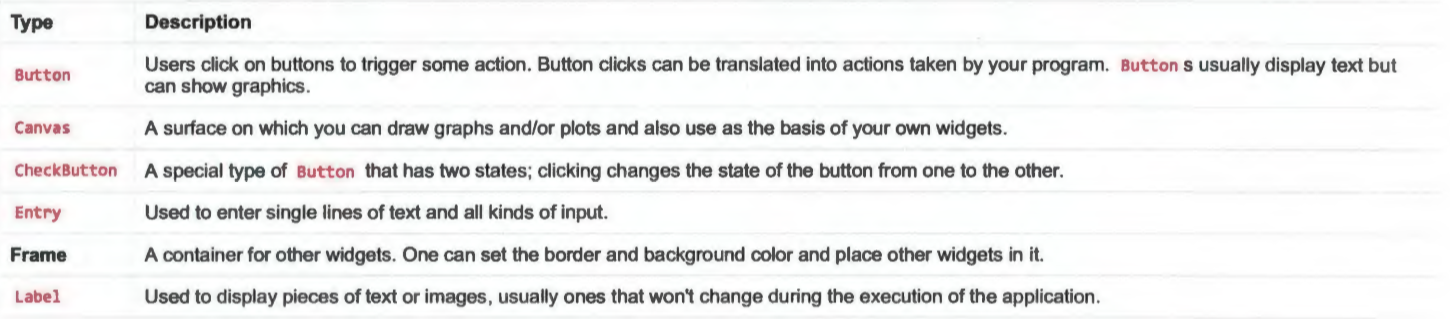 Type Description
Button Users click on buttons to trigger some action. Button clicks can be translated into actions taken by your program. Button s usually display text but
can show graphics.
Canvas A surface on which you can draw graphs and/or plots and also use as the basis of your own widgets.
CheckButton A special type of Button that has two states; clicking changes the state of the button from one to the other.
Entry Used to enter single lines of text and all kinds of input.
Frame A container for other widgets. One can set the border and background color and place other widgets in it.
Label Used to display pieces of text or images, usually ones that won't change during the execution of the application.